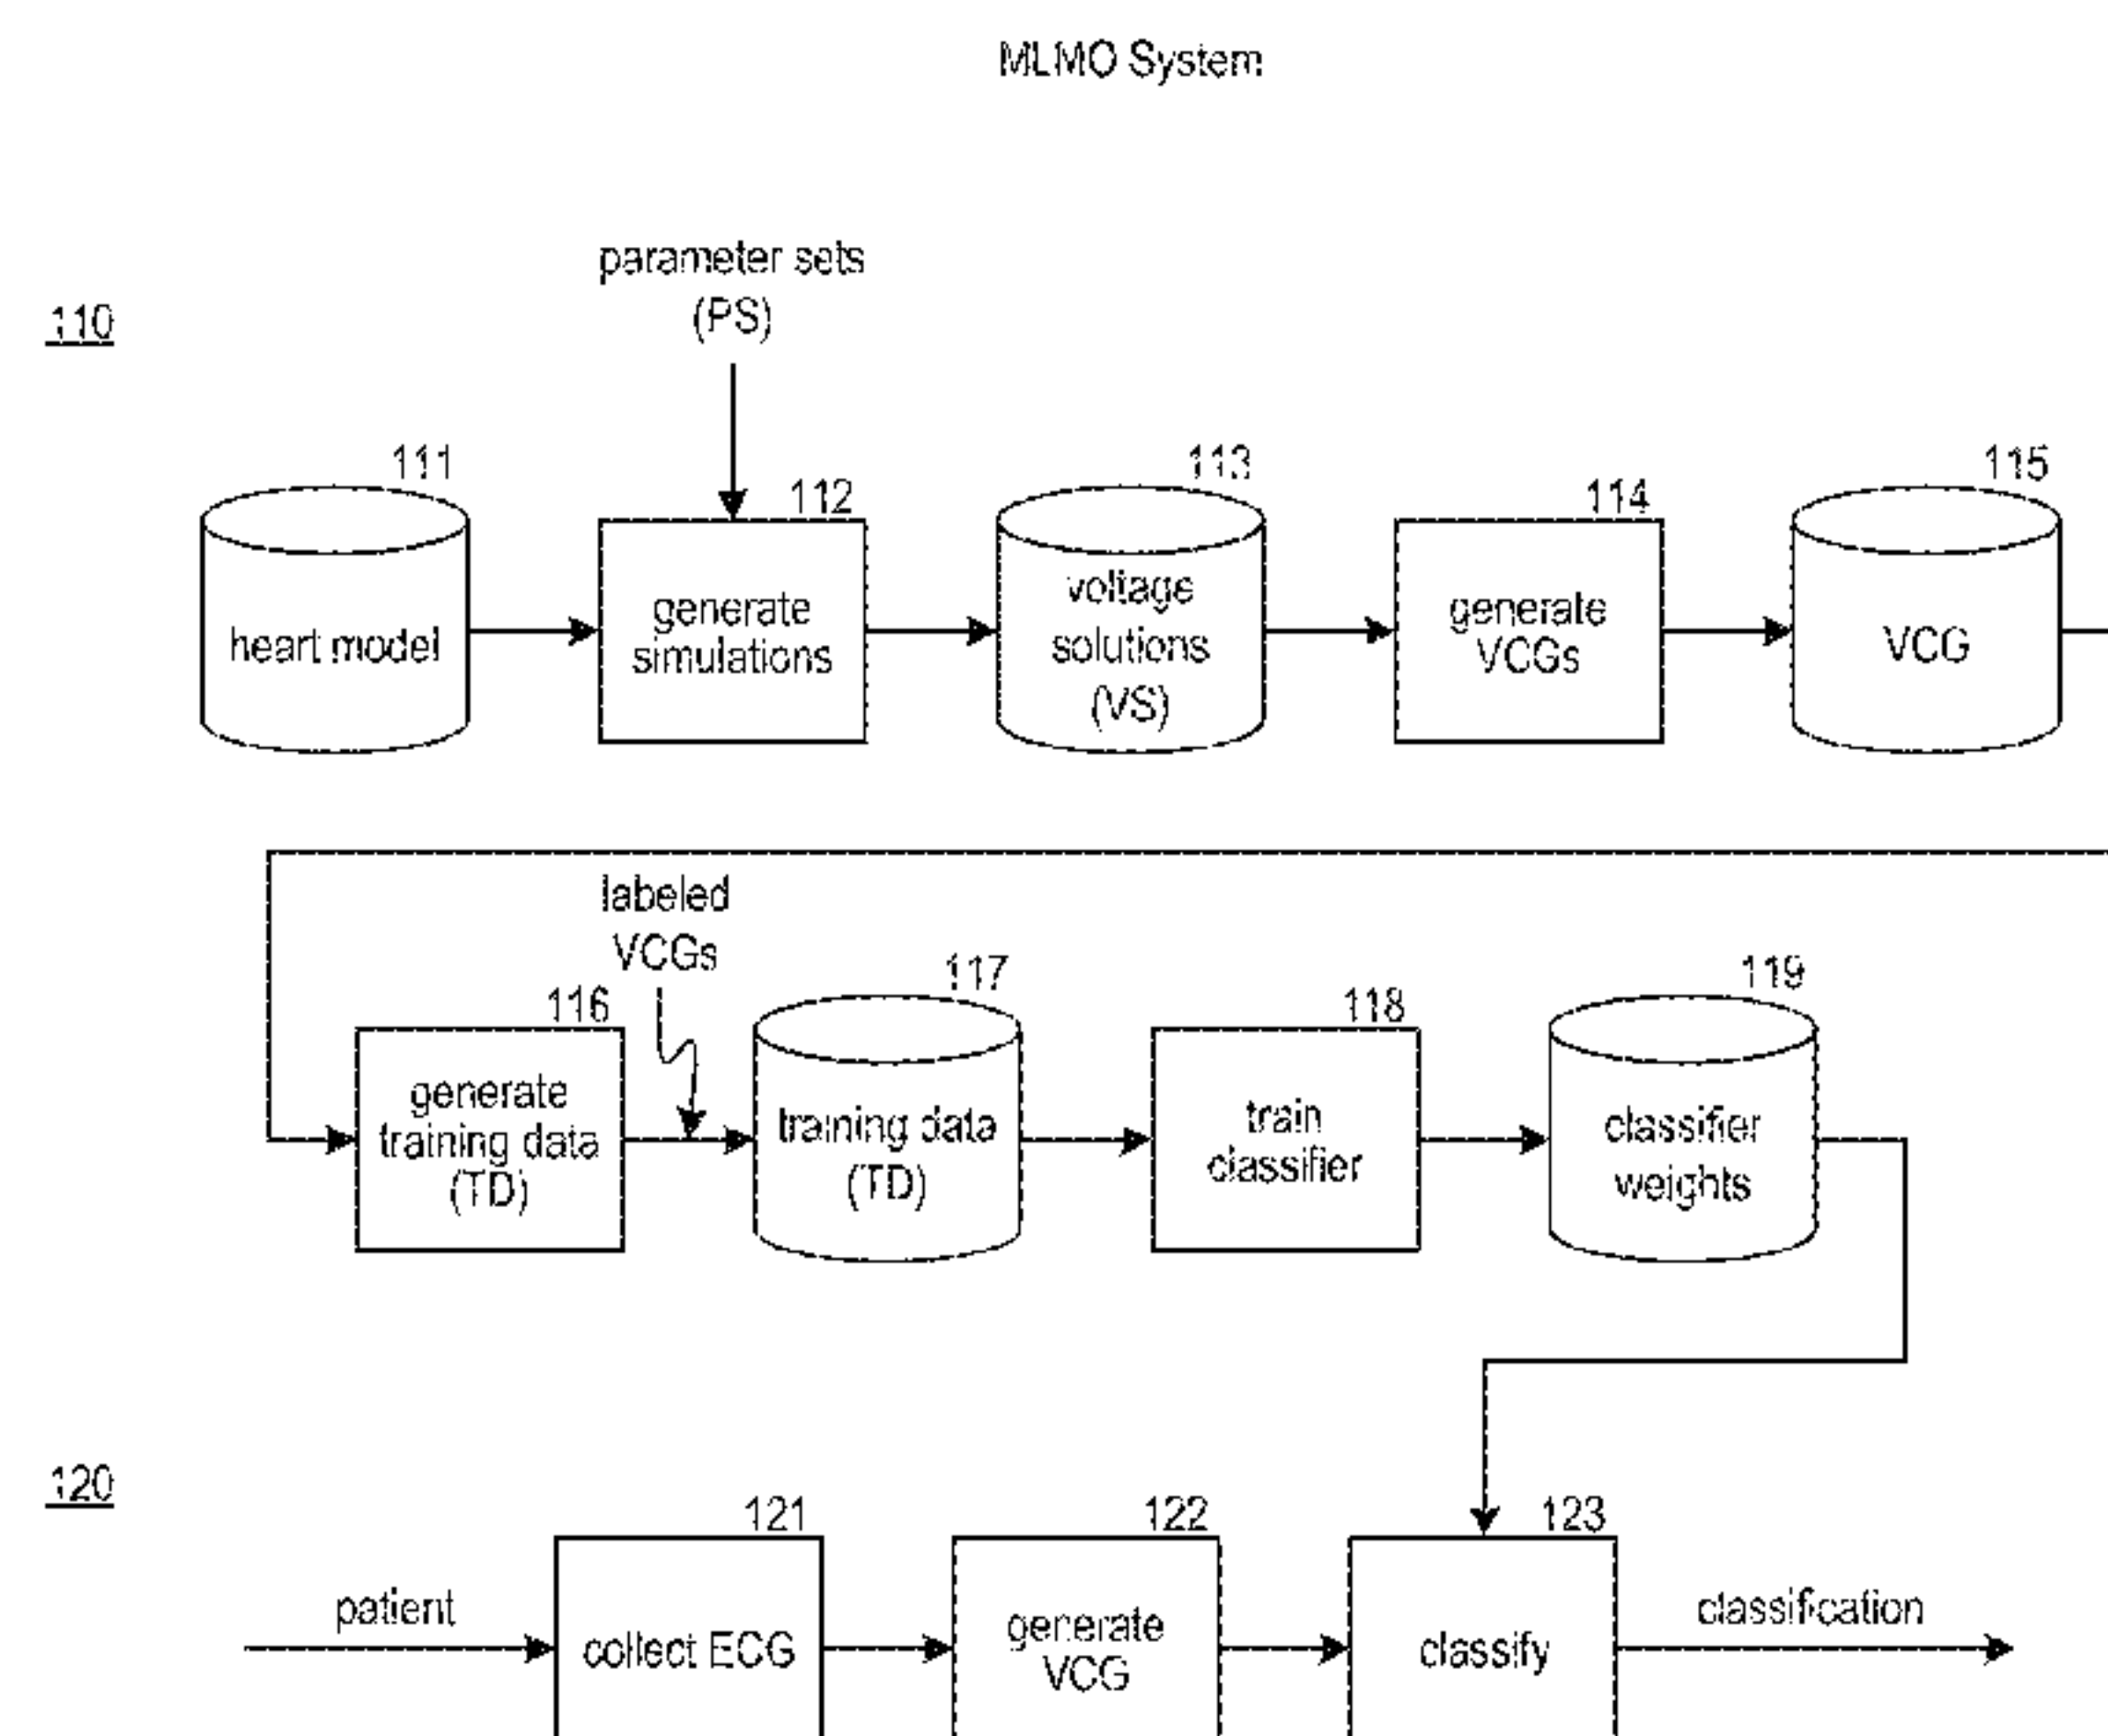 MLMO System
parameter sets
(PS)
110
111
112
113
114
115
heart model
generate
simulations
voltage
solutions
(VS)
generate
VCGs
VCG
labeled
VCGs
116
117
118
119
generate
training data
(TD)
training data
(TD)
train
classifier
classifier
weights
120
121
122
123
patient
collect ECG
generate
VCG
classify
classification